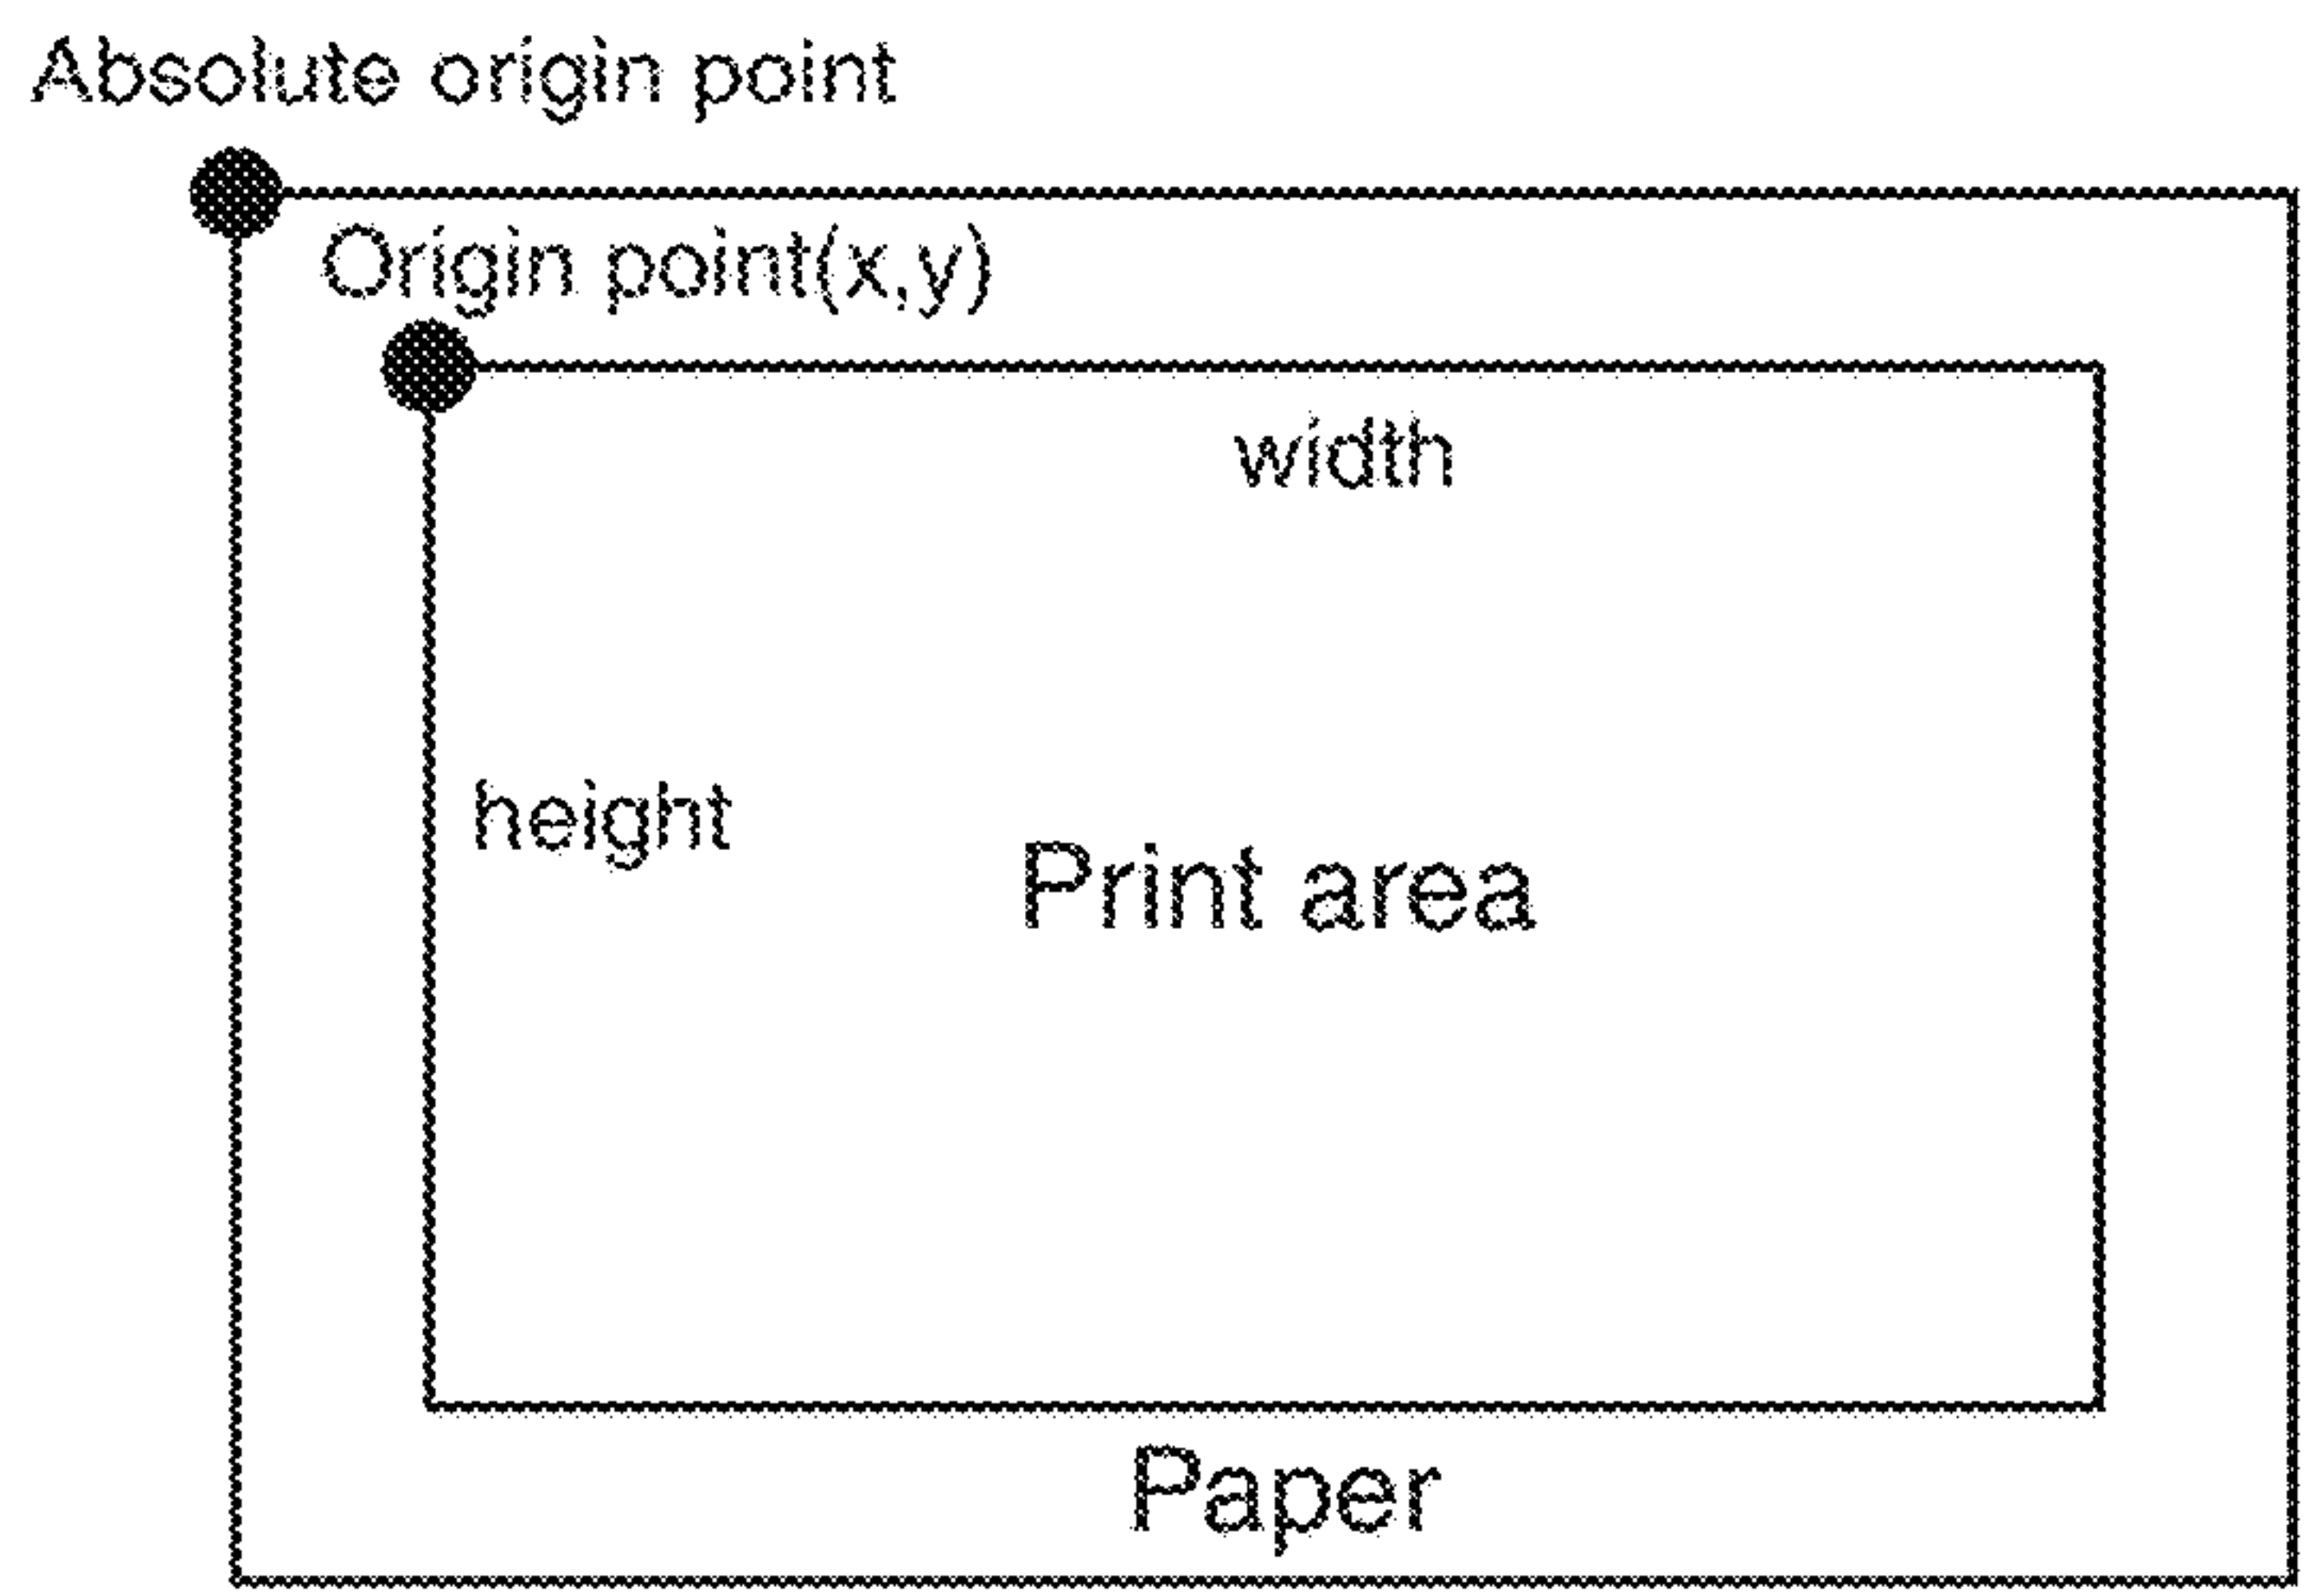 Absolute origin point
Origin point(x,y)
width
height
Print area
Paper